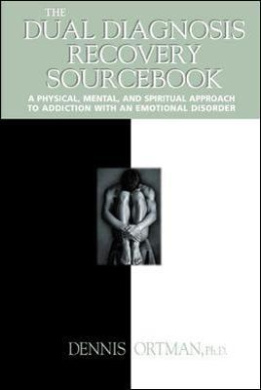 THE
DUAL DIAGNOSIS
RECOVERY
SOURCEBOOK
A PHYSICAL, MENTAL, AND SPIRITUAL APPROACH
TO ADDICTION WITH AN EMOTIONAL DISORDER
DENNIS ORTMAN, Ph.D.